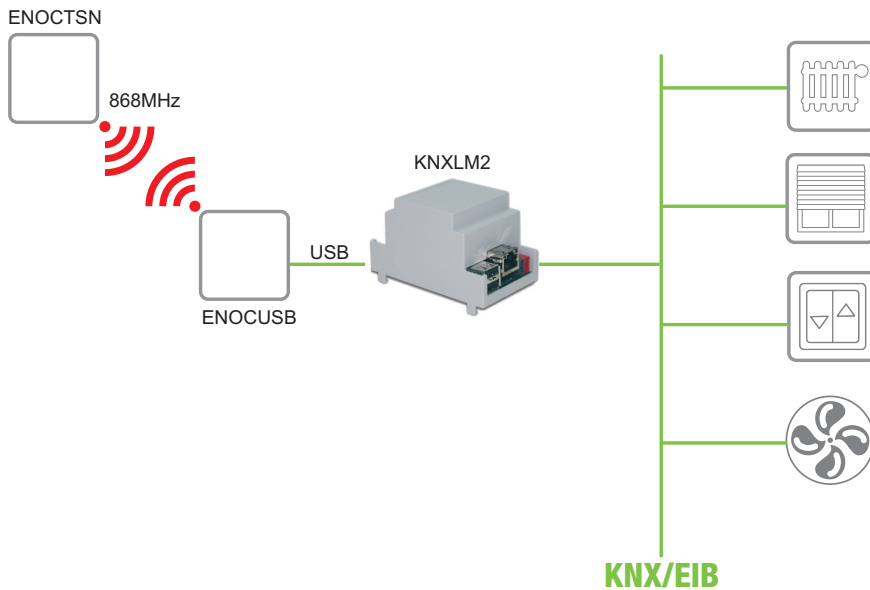 ENOCTSN
868MHz
KNXLM2
USB
ENOCUSB
KNX/EIB